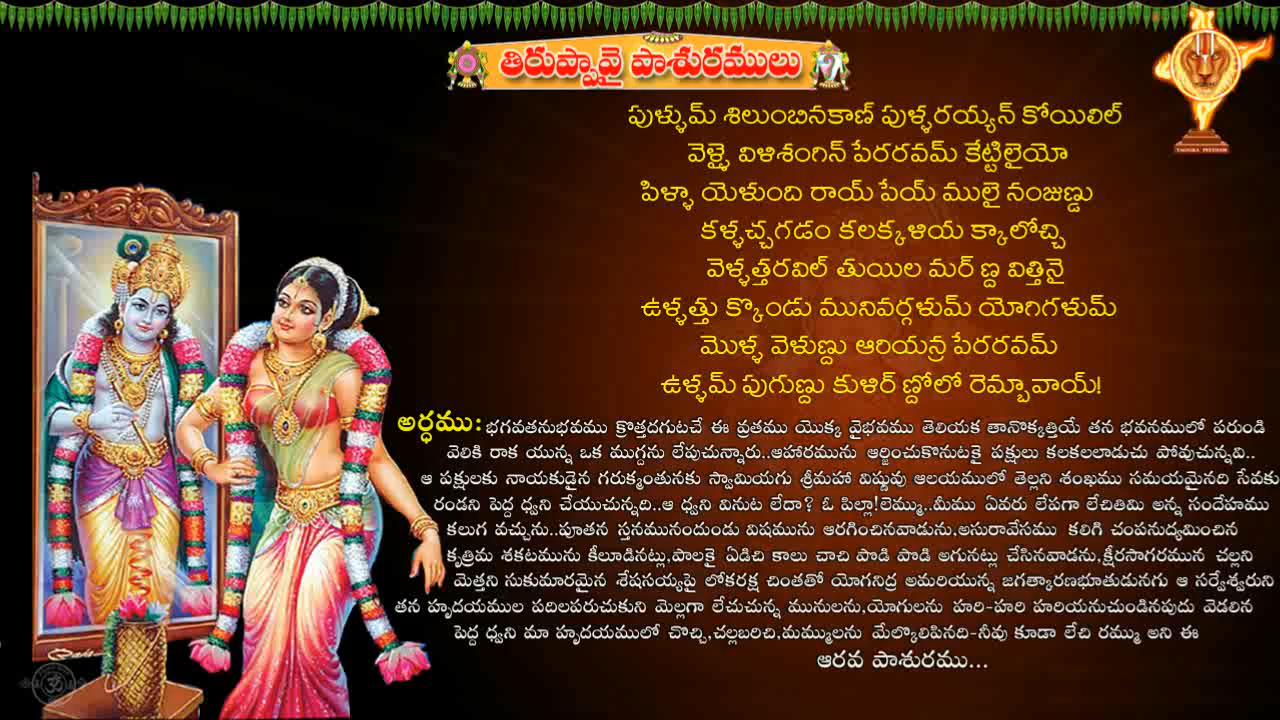 తిరుప్పావై పాశురములు
పుళ్ళుమ్ శిలుంబినకాణ్ పుళ్ళరయ్యన్ కోయిలిల్
వెళ్ళై విళిశంగిన్ పేరరవమ్ కేట్టిలైయో
పిళ్ళా యెళుంది రాయ్ పేయ్ ములై నంజుణ్డు
కళ్ళచ్చగడం కలక్కళియ క్కాలోచ్చి
వెళ్ళత్తరవిల్ తుయిల మర్ ణ్ద విత్తినై
ఉళ్ళత్తు క్కొండు మునివర్గళుమ్ యోగిగళుమ్
మొళ్ళ వెళుణ్దు ఆరియన్ర పేరరవమ్
ఉళ్ళమ్ పుగుణ్దు కుళిర్ ణ్దేలో రెమ్బావాయ్!
అర్ధము: భగవతనుభవము క్రొత్తదగుటచే ఈ వ్రతము యొక్క వైభవము తెలియక తానొక్కత్తియే తన భవనములో పరుండి
వెలికి రాక యున్న ఒక ముగ్దను లేపుచున్నారు..ఆహారమును ఆర్జించుకొనుటకై పక్షులు కలకలలాడుచు పోవుచున్నవి..
ఆ పక్షులకు నాయకుడైన గరుక్మంతునకు స్వామియగు శ్రీమహా విష్ణువు ఆలయములో తెల్లని శంఖము సమయమైనది సేవకు
రండని పెద్ద ధ్వని చేయుచున్నది..ఆ ధ్వని వినుట లేదా? ఓ పిల్లా!లెమ్ము..మేము ఏవరు లేపగా లేచితిమి అన్న సందేహము
కలుగ వచ్చును..పూతన స్తనమునందుండు విషమును ఆరగించినవాడును,అసురావేసము కలిగి చంపనుద్యమించిన
కృత్రిమ శకటమును కీలూడినట్లు,పాలకై ఏడిచి కాలు చాచి పొడి పొడి అగునట్లు చేసినవాడను,క్షీరసాగరమున చల్లని
మెత్తని సుకుమారమైన శేషసయ్యపై లోకరక్ష చింతతో యోగనిద్ర అమరియున్న జగత్కారణభూతుడునగు ఆ సర్వేశ్వరుని
తన హృదయముల పదిలపరుచుకుని మెల్లగా లేచుచున్న మునులను,యోగులను హరి-హరి హరియనుచుండినపుదు వెడలిన
పెద్ద ధ్వని మా హృదయములో చొచ్చి,చల్లబరిచి,మమ్ములను మేల్కొలిపినది-నీవు కూడా లేచి రమ్ము అని ఈ
ఆరవ పాశురము...